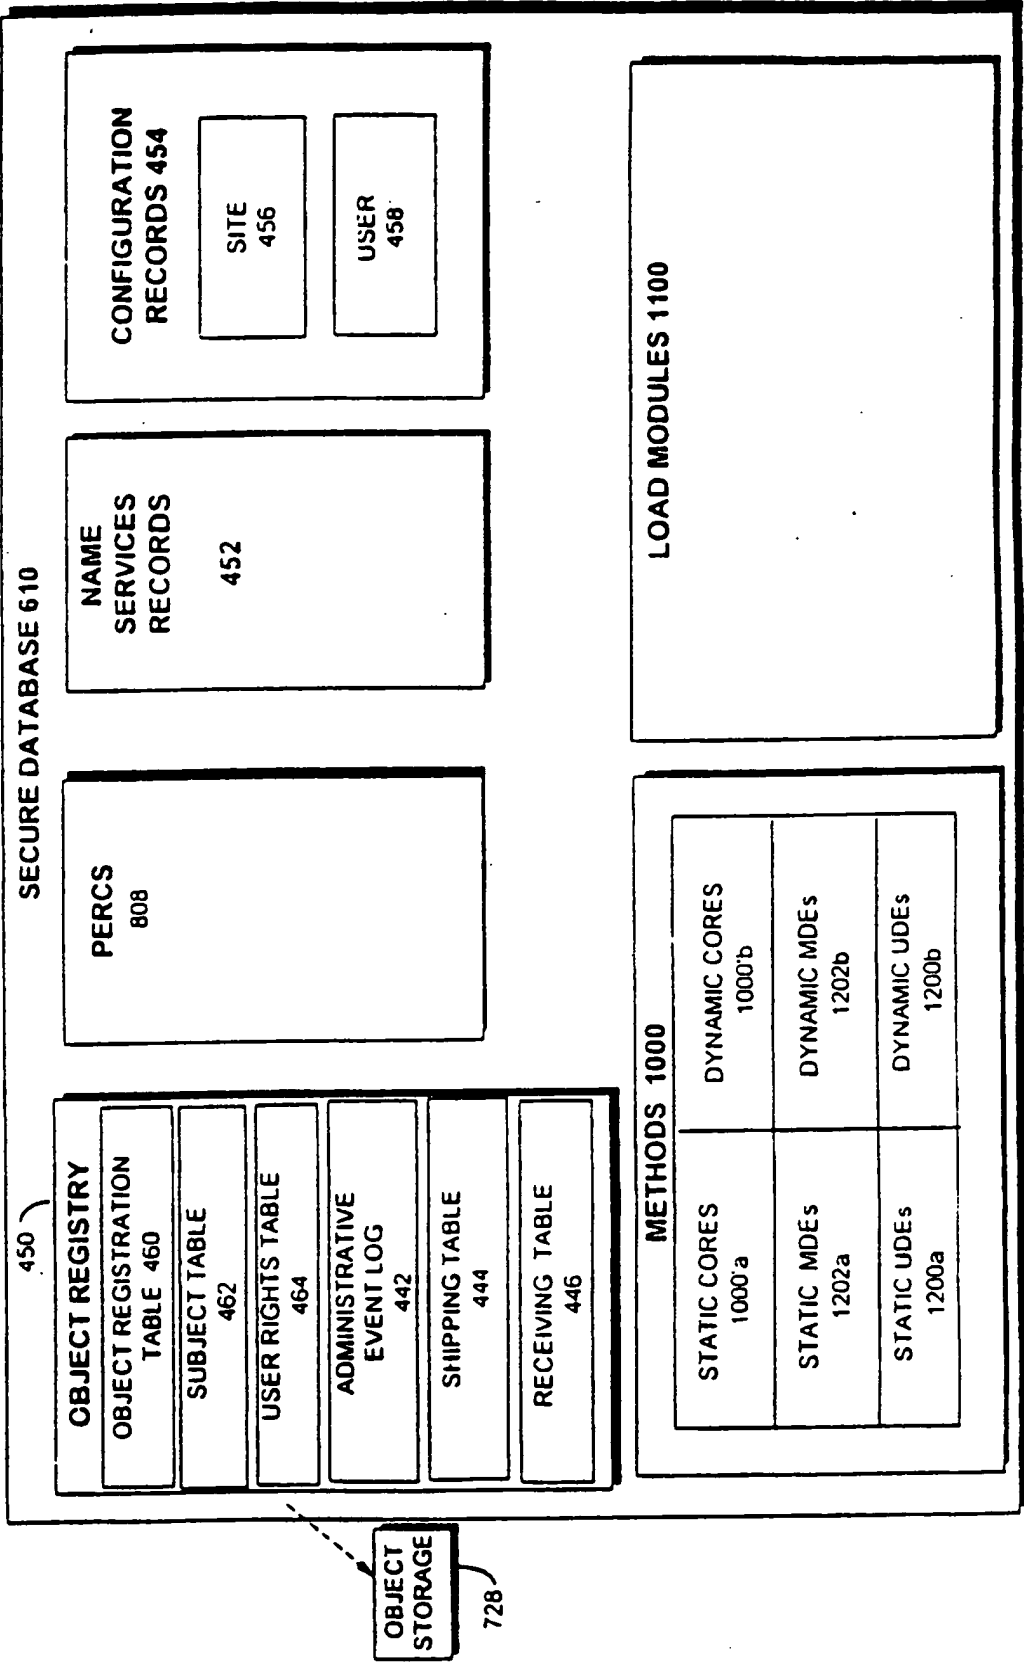 SECURE DATABASE 610
450
OBJECT REGISTRY
OBJECT REGISTRATION
TABLE 460
SUBJECT TABLE
462
USER RIGHTS TABLE
464
ADMINISTRATIVE
EVENT LOG
442
SHIPPING TABLE
444
RECEIVING TABLE
446
OBJECT
STORAGE
728
PERCS
808
NAME
SERVICES
RECORDS
452
CONFIGURATION
RECORDS 454
SITE
456
USER
458
METHODS 1000
STATIC CORES
1000'a
DYNAMIC CORES
1000'b
STATIC MDEs
1202a
DYNAMIC MDEs
1202b
STATIC UDEs
1200a
DYNAMIC UDEs
1200b
LOAD MODULES 1100